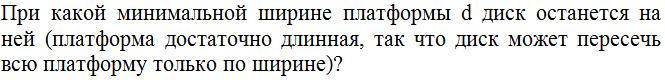 При какой минимальной ширине платформы d диск останется на
ней (платформа достаточно длинная, так что диск может пересечь
всю платформу только по ширине)?